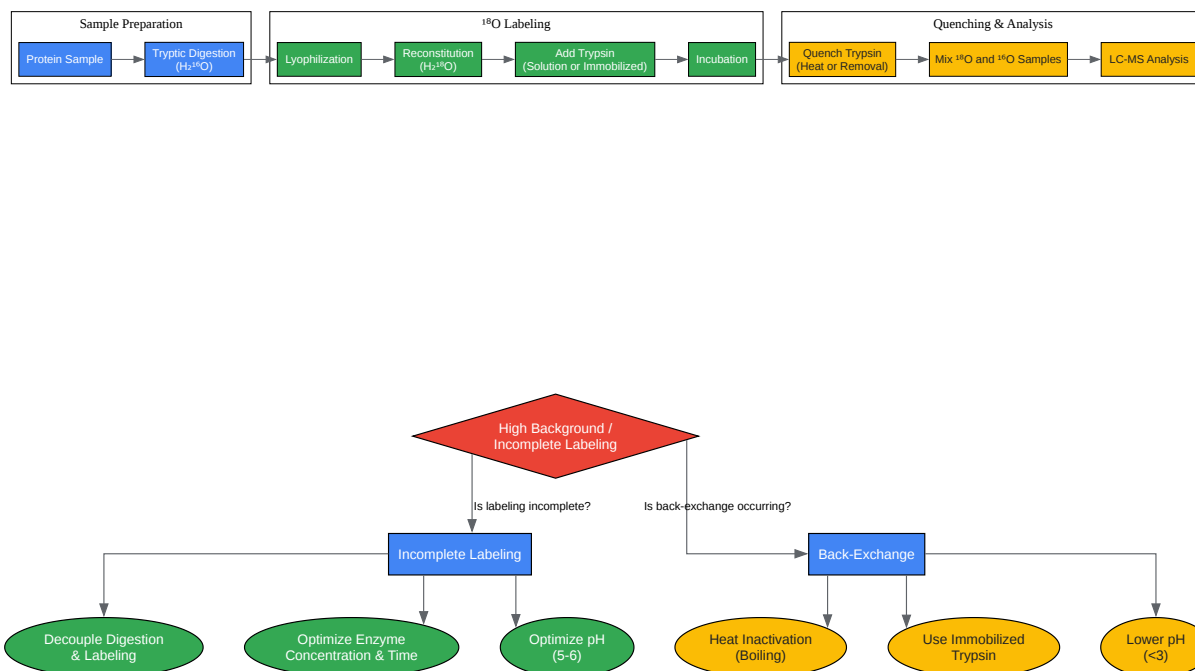 Sample Preparation
Protein Sample
Tryptic Digestion
(H₂¹⁶O)
¹⁸O Labeling
Lyophilization
Reconstitution
(H₂¹⁸O)
Add Trypsin
(Solution or Immobilized)
Incubation
Quenching & Analysis
Quench Trypsin
(Heat or Removal)
Mix ¹⁸O and ¹⁶O Samples
LC-MS Analysis
High Background /
Incomplete Labeling
Is labeling incomplete?
Is back-exchange occurring?
Incomplete Labeling
Back-Exchange
Decouple Digestion
& Labeling
Optimize Enzyme
Concentration & Time
Optimize pH
(5-6)
Heat Inactivation
(Boiling)
Use Immobilized
Trypsin
Lower pH
(<3)